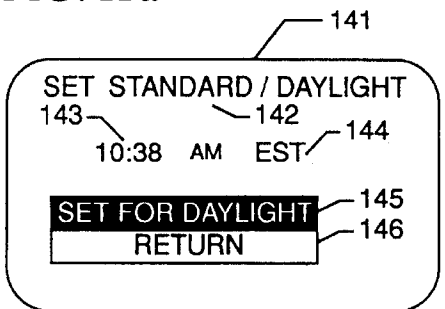 141
SET STANDARD / DAYLIGHT
143 142 144
10:38 AM EST
SET FOR DAYLIGHT 145
RETURN 146